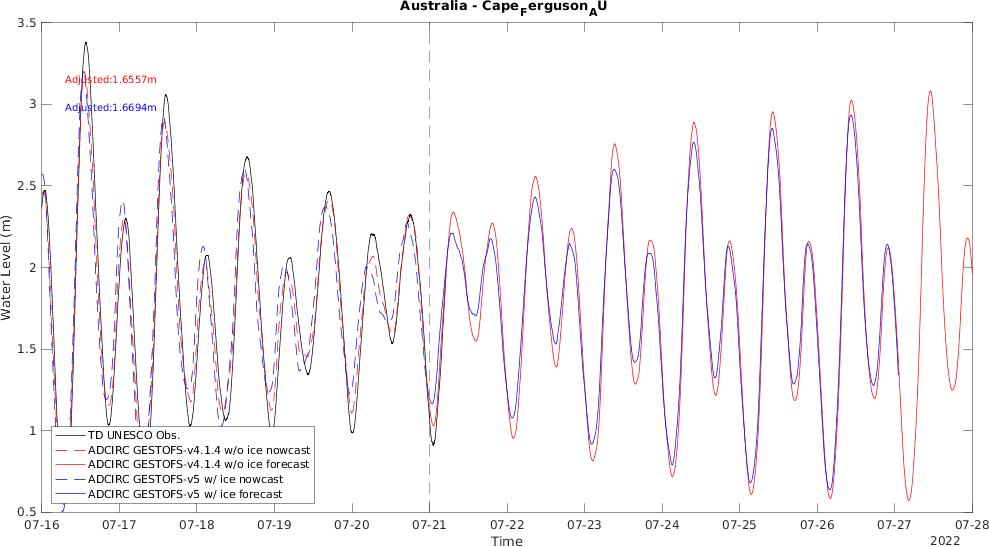 Australia - CapeFergusonAU
3.5
3
2.5
2
1.5
1
0.5
Water Level (m)
Adjusted:1.6557m
Adjusted:1.6694m
TD UNESCO Obs.
ADCIRC GESTOFS-v4.1.4 w/o ice nowcast
ADCIRC GESTOFS-v4.1.4 w/o ice forecast
ADCIRC GESTOFS-v5 w/ ice nowcast
ADCIRC GESTOFS-v5 w/ ice forecast
07-16 07-17 07-18 07-19 07-20 07-21 07-22 07-23 07-24 07-25 07-26 07-27 07-28
Time
2022